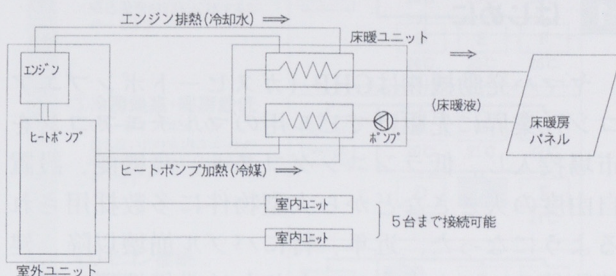 エンジン排熱(冷却水) ⇒
床暖ユニット
⇒
エンジン
(床暖液)
床暖房
パネル
ヒートポンプ
ポンプ
ヒートポンプ加熱(冷媒) ⇒
室内ユニット
5台まで接続可能
室内ユニット
室外ユニット